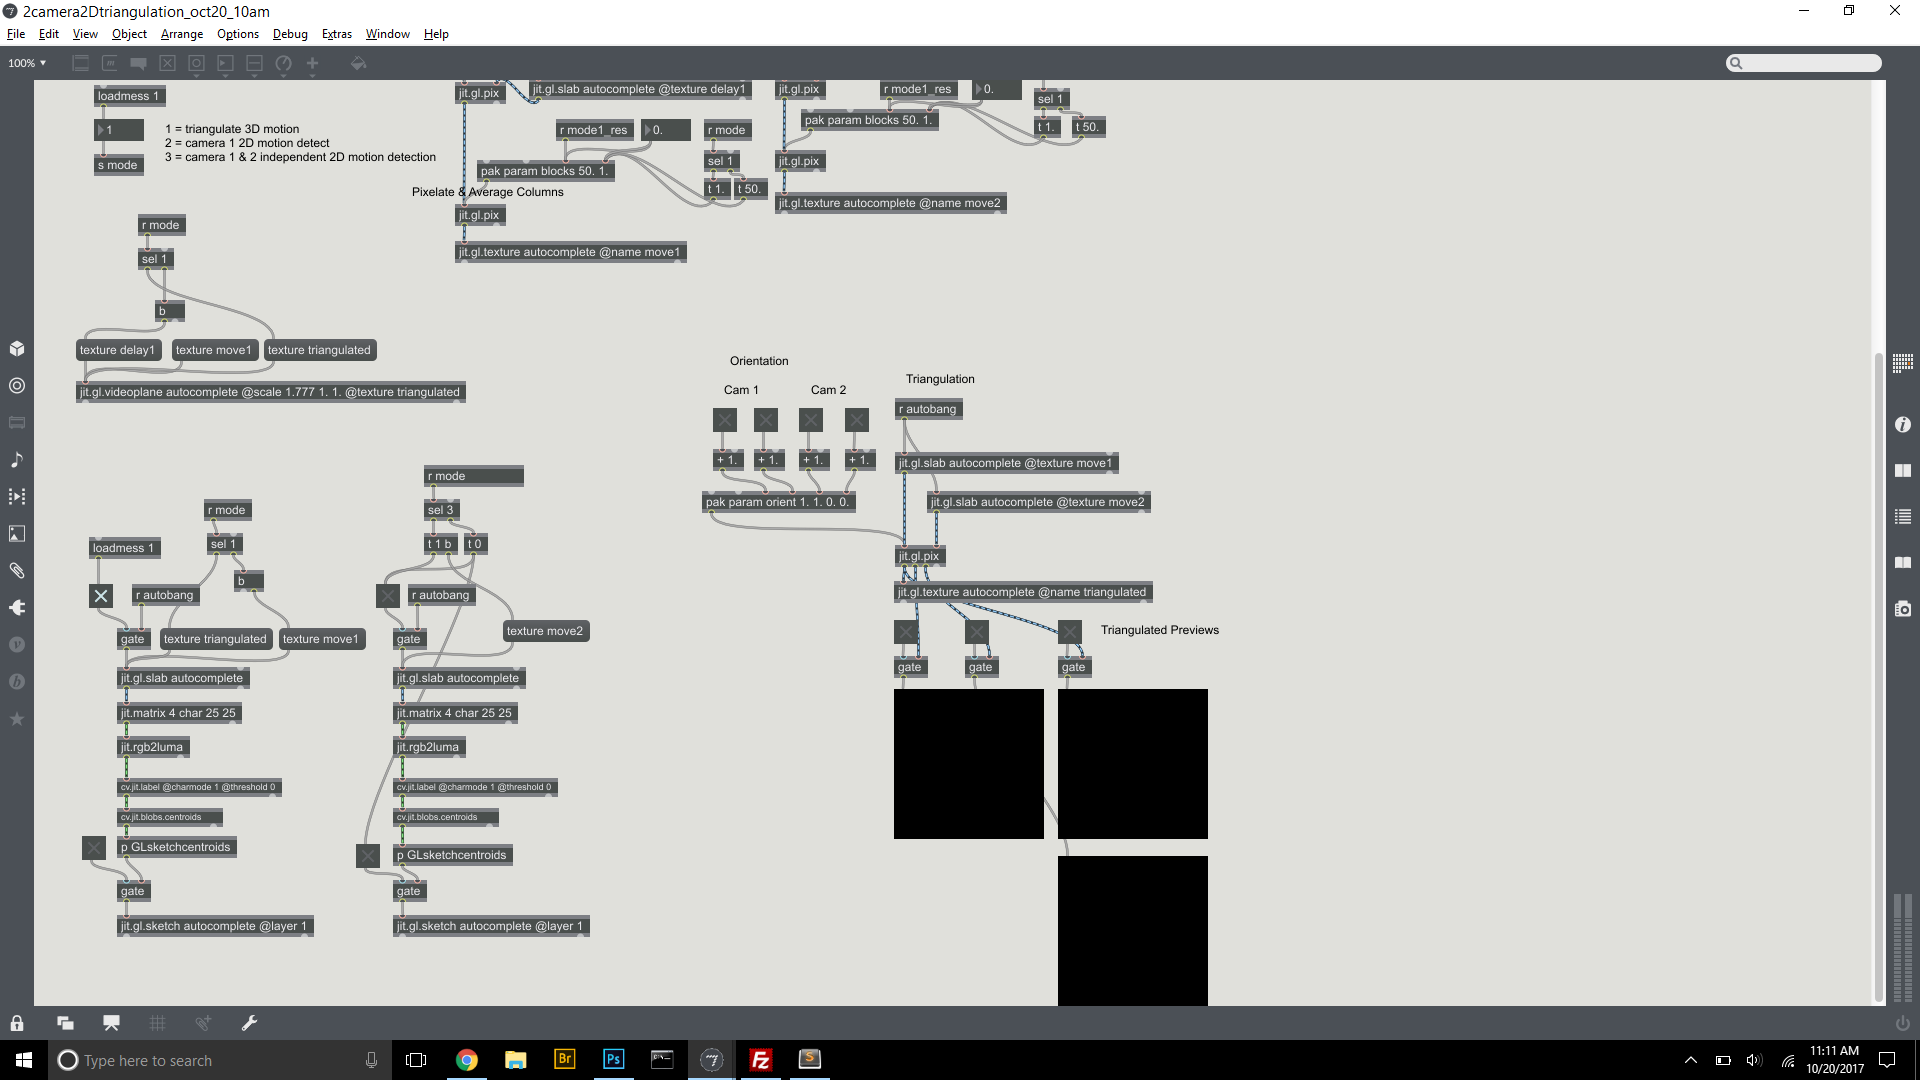 2camera2Dtriangulation_oct20_10am
File Edit View Object Arrange Options Debug Extras Window Help
100%
loadmess 1
1
s mode
1 = triangulate 3D motion
2 = camera 1 2D motion detect
3 = camera 1 & 2 independent 2D motion detection
jit.gl.pix
jit.gl.slab autocomplete @texture delay1
r mode1_res
0.
r mode
pak param blocks 50. 1.
sel 1
t 1.
t 50.
Pixelate & Average Columns
jit.gl.pix
jit.gl.texture autocomplete @name move1
jit.gl.pix
r mode1_res
0.
sel 1
pak param blocks 50. 1.
t 1.
t 50.
jit.gl.pix
jit.gl.texture autocomplete @name move2
r mode
sel 1
b
texture delay1
texture move1
texture triangulated
jit.gl.videoplane autocomplete @scale 1.777 1. 1. @texture triangulated
Orientation
Cam 1
Cam 2
+ 1.
+ 1.
+ 1.
+ 1.
pak param orient 1. 1. 0. 0.
Triangulation
r autobang
jit.gl.slab autocomplete @texture move1
jit.gl.slab autocomplete @texture move2
jit.gl.pix
jit.gl.texture autocomplete @name triangulated
Triangulated Previews
gate
gate
gate
r mode
loadmess 1
sel 1
b
r autobang
gate
texture triangulated
texture move1
jit.gl.slab autocomplete
jit.matrix 4 char 25 25
jit.rgb2luma
cv.jit.label @charmode 1 @threshold 0
cv.jit.blobs.centroids
p GLsketchcentroids
gate
jit.gl.sketch autocomplete @layer 1
r mode
sel 3
t 1 b
t 0
r autobang
gate
texture move2
jit.gl.slab autocomplete
jit.matrix 4 char 25 25
jit.rgb2luma
cv.jit.label @charmode 1 @threshold 0
cv.jit.blobs.centroids
p GLsketchcentroids
gate
jit.gl.sketch autocomplete @layer 1
Type here to search
Br
Ps
Fz
S
11:11 AM
10/20/2017